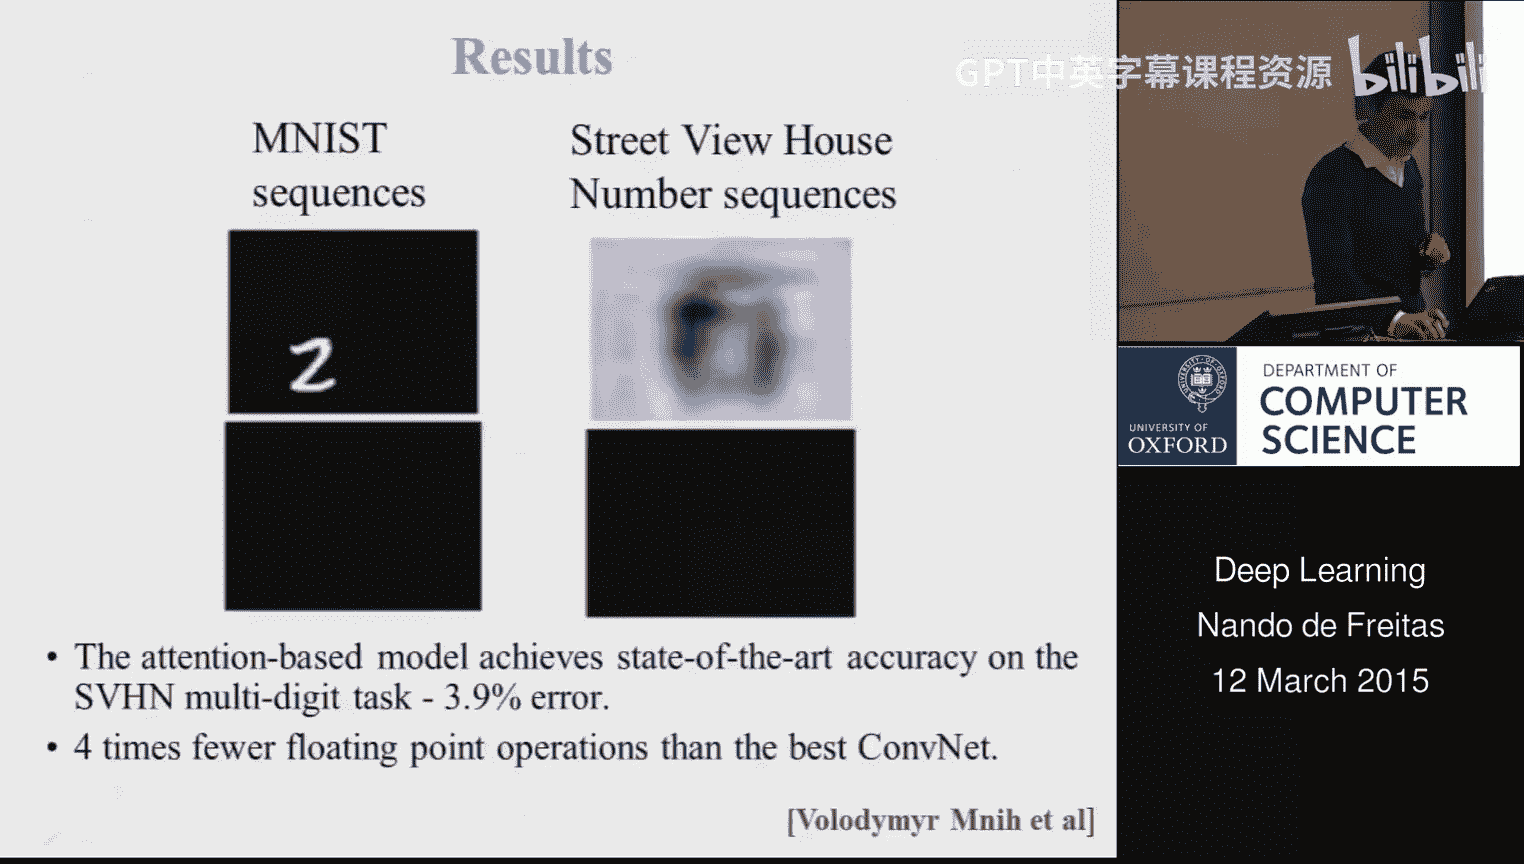 Results
MNIST
sequences
Street View House
Number sequences
2
• The attention-based model achieves state-of-the-art accuracy on the
SVHN multi-digit task - 3.9% error.
• 4 times fewer floating point operations than the best ConvNet.
[Volodymyr Mnih et al]
GPT中英字幕课程资源 bilibili
UNIVERSITY OF
OXFORD
DEPARTMENT OF
COMPUTER
SCIENCE
Deep Learning
Nando de Freitas
12 March 2015